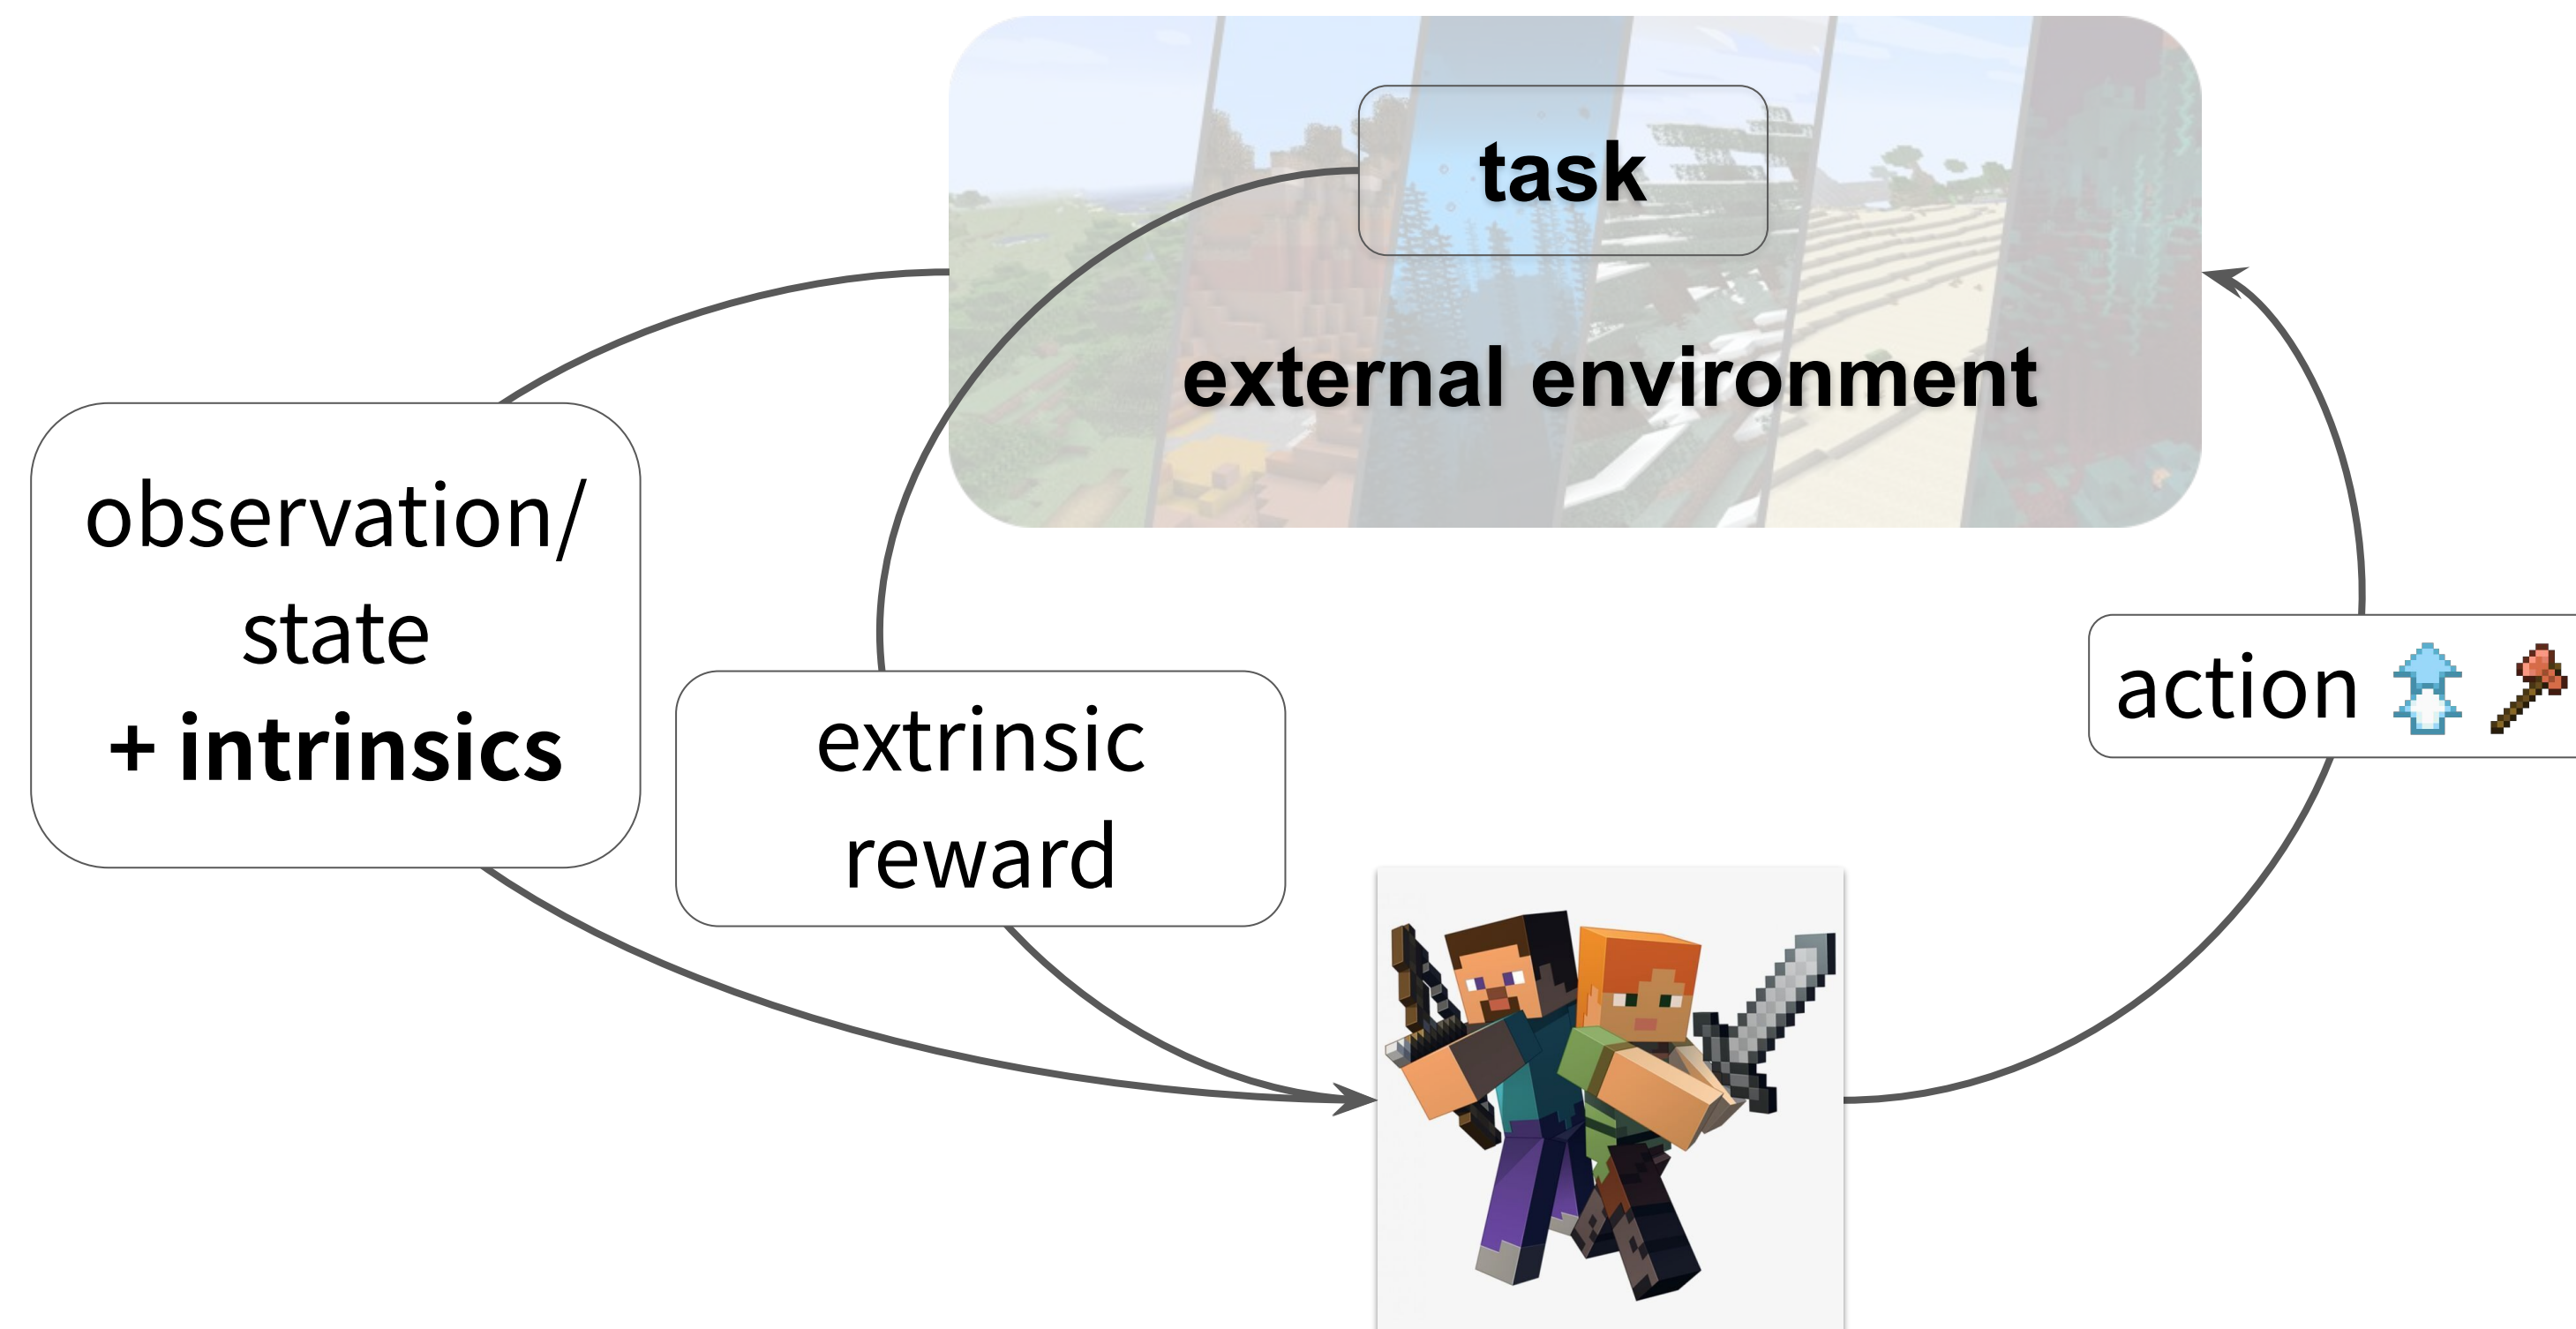 task
external environment
observation/
state
+ intrinsics
extrinsic
reward
action